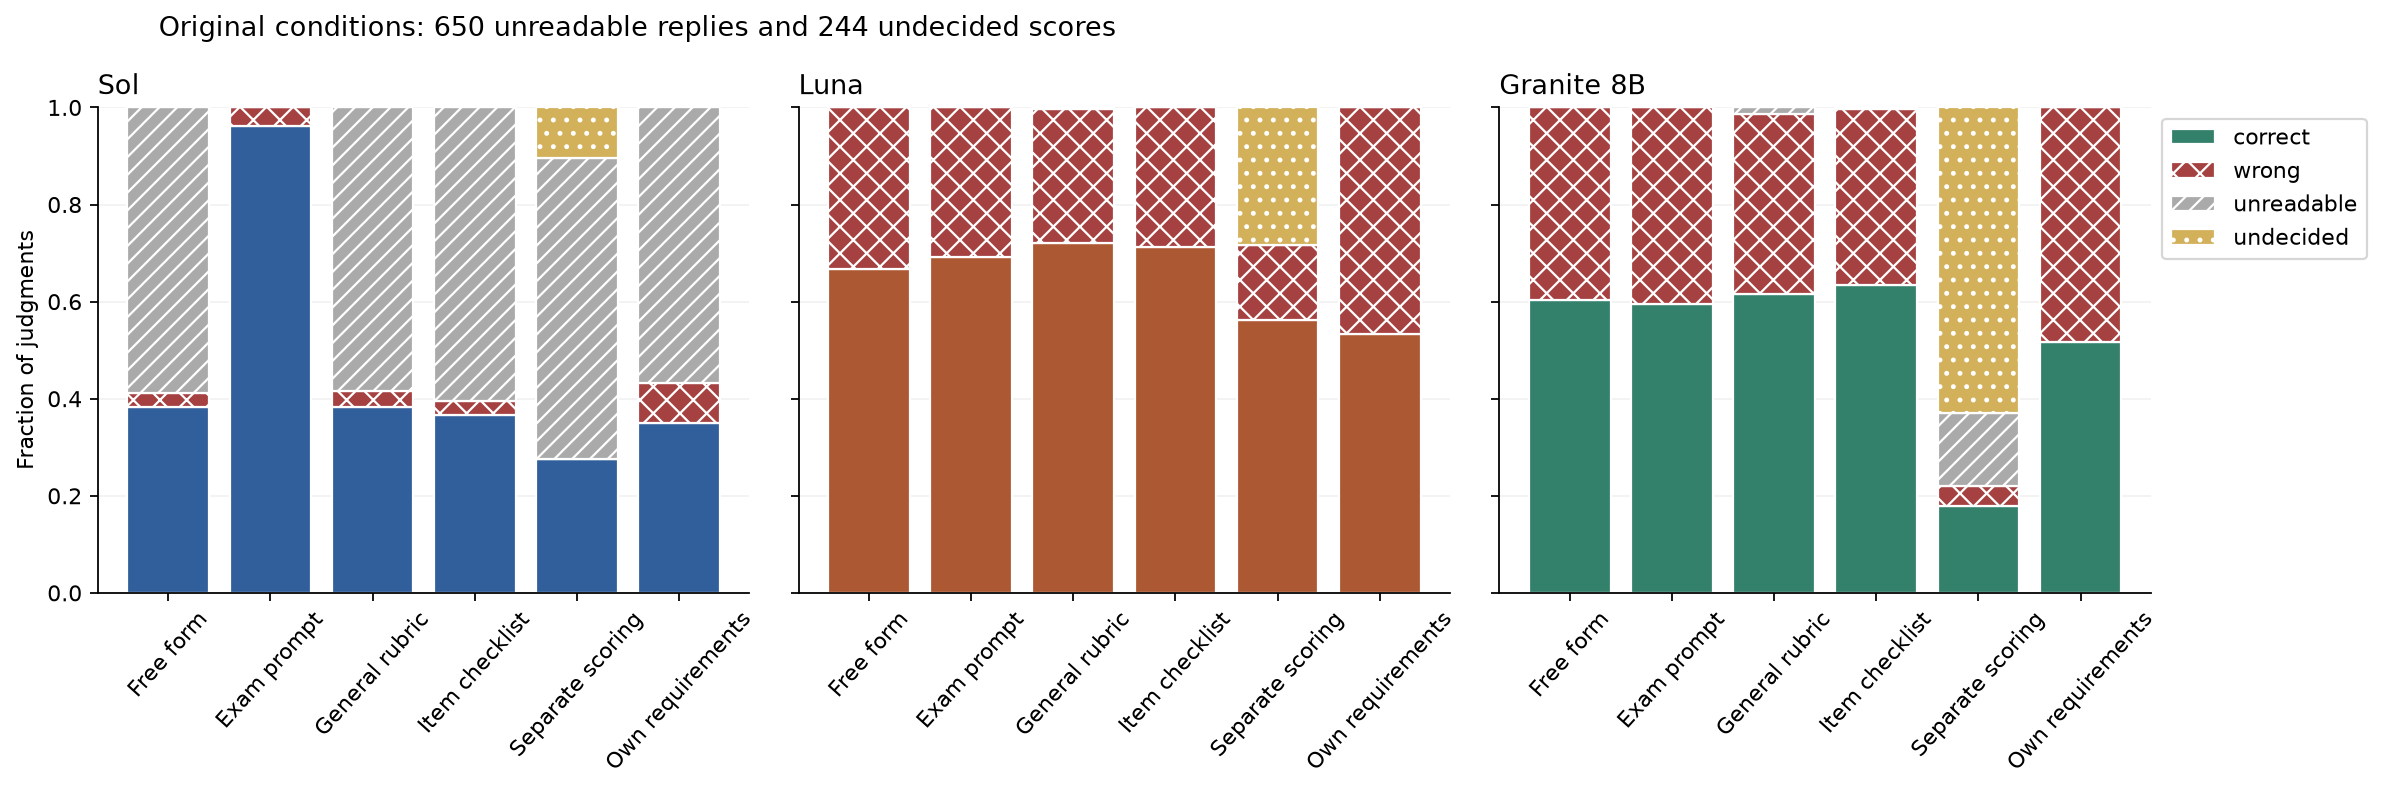 Original conditions: 650 unreadable replies and 244 undecided scores
Sol
Luna
Granite 8B
Fraction of judgments
1.0
0.8
0.6
0.4
0.2
0.0
Free form
Exam prompt
General rubric
Item checklist
Separate scoring
Own requirements
Free form
Exam prompt
General rubric
Item checklist
Separate scoring
Own requirements
Free form
Exam prompt
General rubric
Item checklist
Separate scoring
Own requirements
correct
wrong
unreadable
undecided